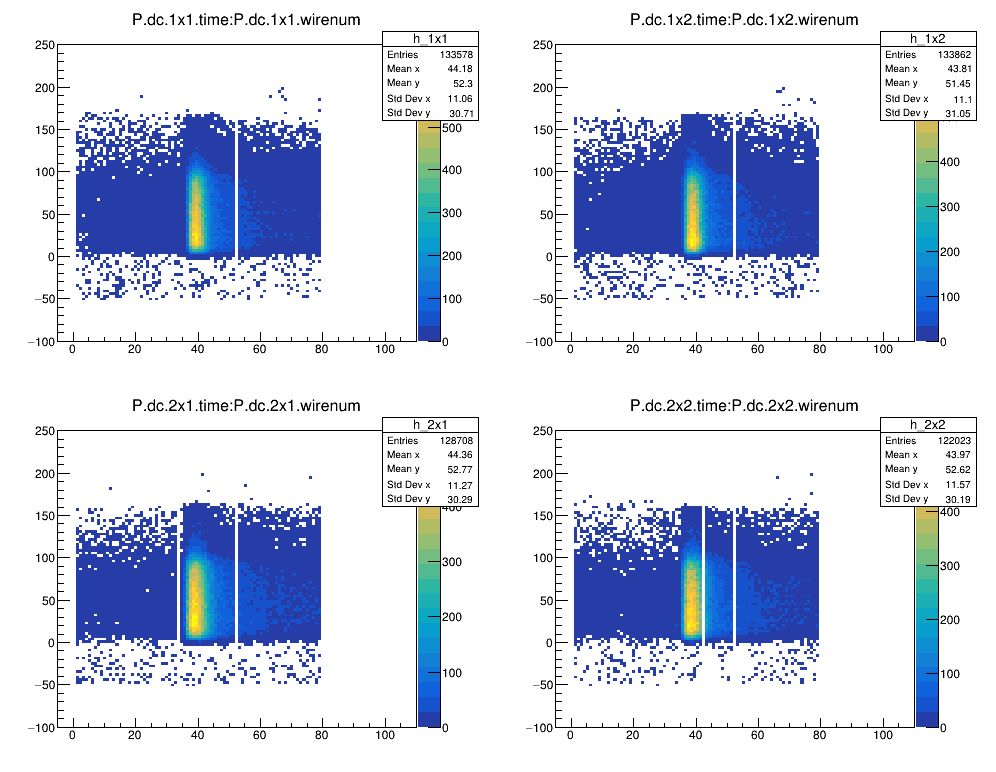 P.dc.1x1.time:P.dc.1x1.wirenum
h_1x1
Entries 133578
Mean x 44.18
Mean y 52.3
Std Dev x 11.06
Std Dev y 30.71
250
200
150
100
50
0
−50
−100
0 20 40 60 80 100
500
400
300
200
100
0
P.dc.1x2.time:P.dc.1x2.wirenum
h_1x2
Entries 133862
Mean x 43.81
Mean y 51.45
Std Dev x 11.1
Std Dev y 31.05
250
200
150
100
50
0
−50
−100
0 20 40 60 80 100
400
300
200
100
0
P.dc.2x1.time:P.dc.2x1.wirenum
h_2x1
Entries 128708
Mean x 44.36
Mean y 52.77
Std Dev x 11.27
Std Dev y 30.29
250
200
150
100
50
0
−50
−100
0 20 40 60 80 100
400
300
200
100
0
P.dc.2x2.time:P.dc.2x2.wirenum
h_2x2
Entries 122023
Mean x 43.97
Mean y 52.62
Std Dev x 11.57
Std Dev y 30.19
250
200
150
100
50
0
−50
−100
0 20 40 60 80 100
400
300
200
100
0